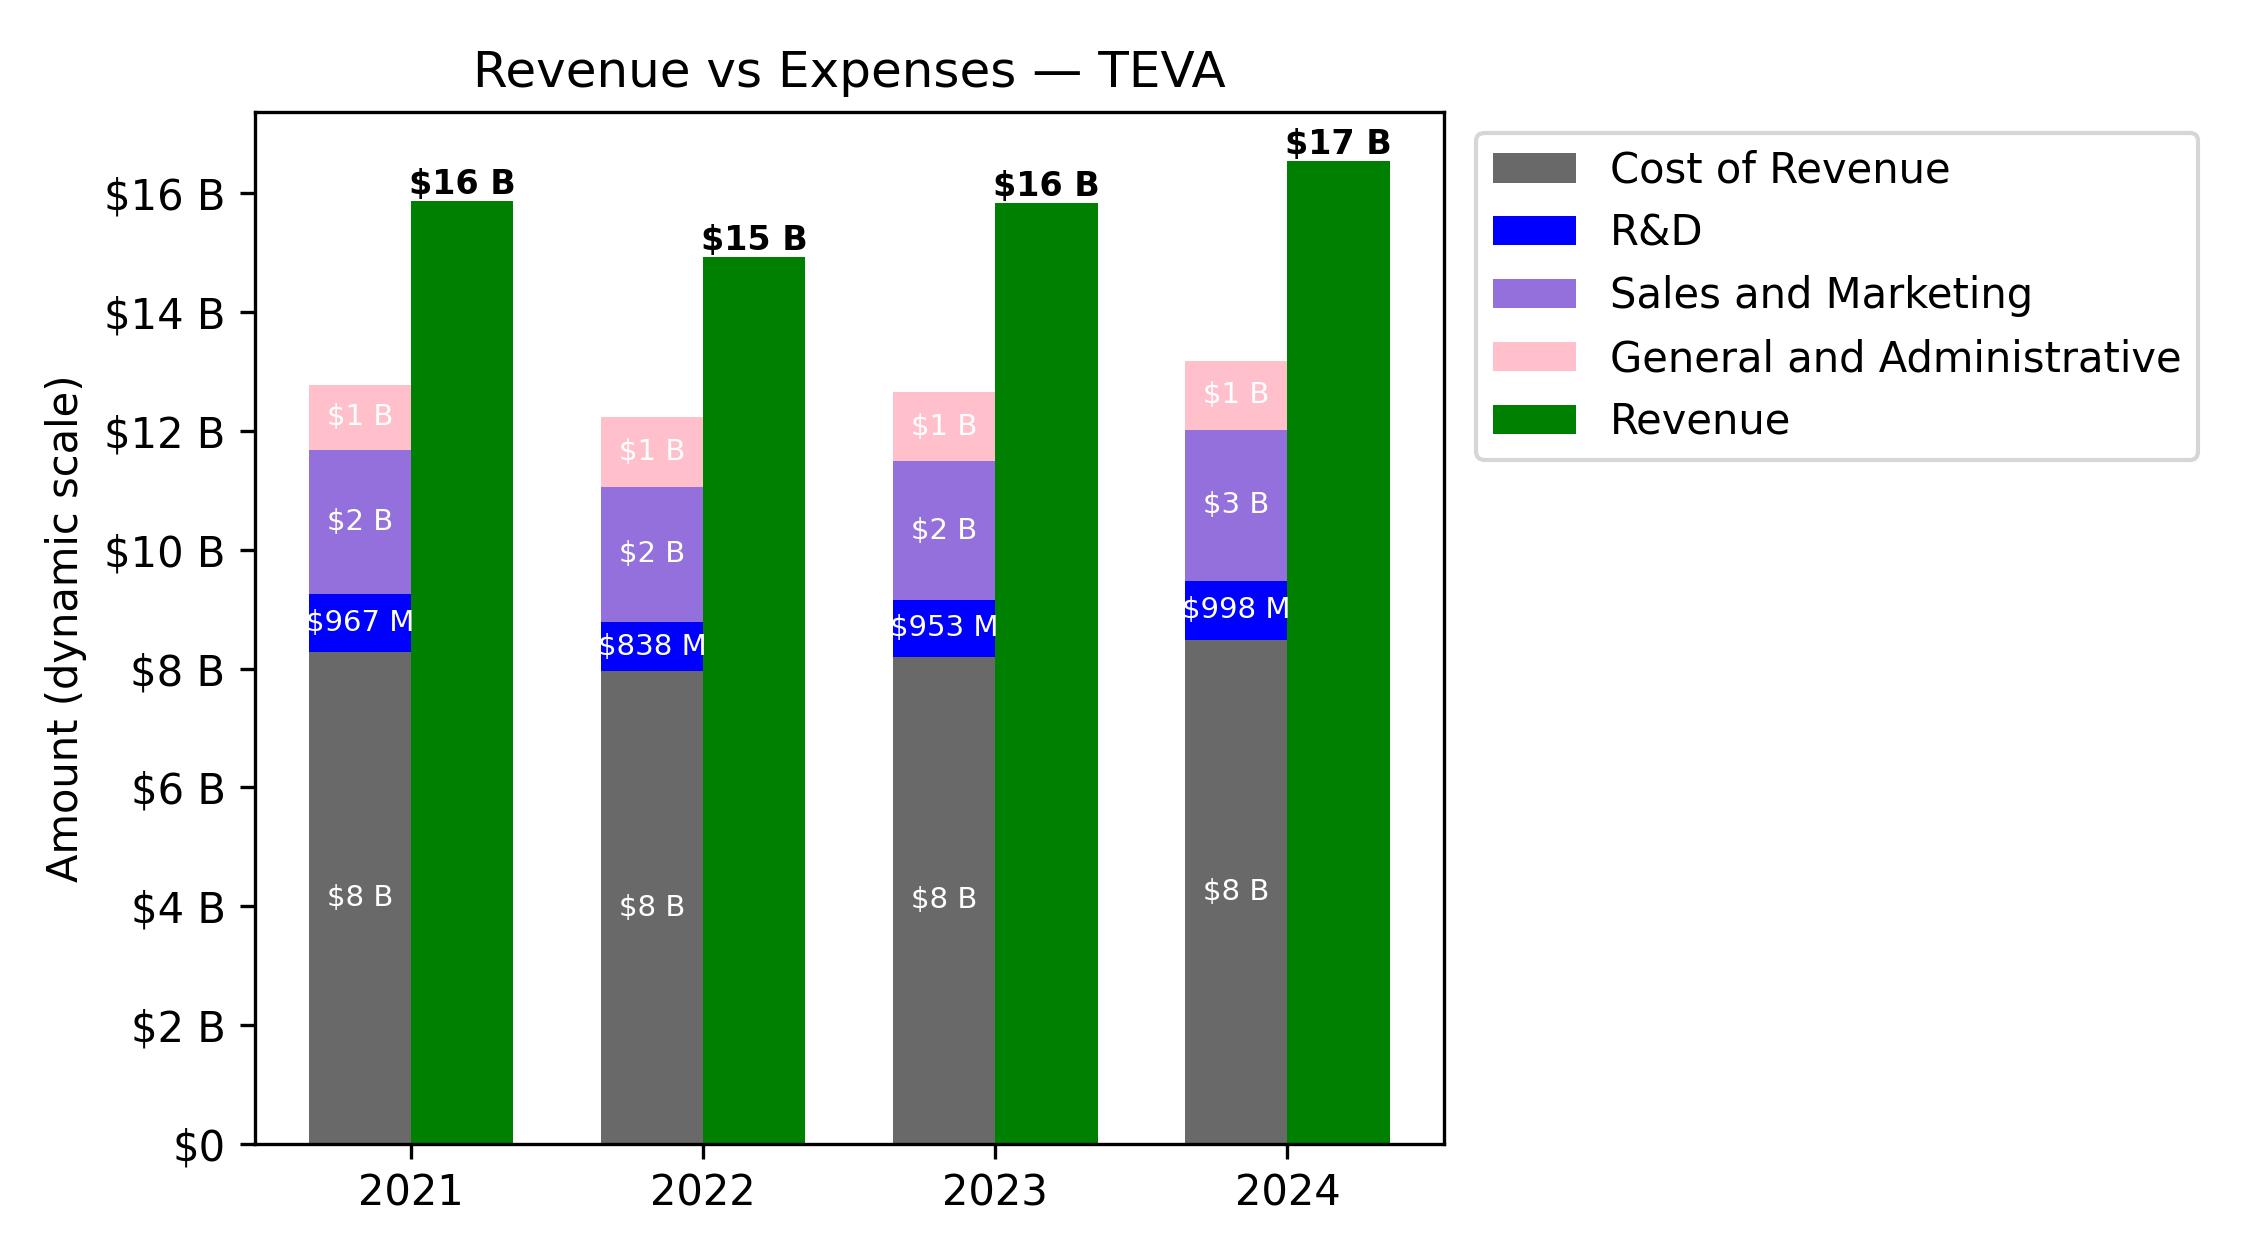 Revenue vs Expenses — TEVA
Amount (dynamic scale)
$16 B
$14 B
$12 B
$10 B
$8 B
$6 B
$4 B
$2 B
$0
$16 B
$15 B
$16 B
$17 B
$1 B
$2 B
$967 M
$8 B
$1 B
$2 B
$838 M
$8 B
$1 B
$2 B
$953 M
$8 B
$1 B
$3 B
$998 M
$8 B
2021
2022
2023
2024
Cost of Revenue
R&D
Sales and Marketing
General and Administrative
Revenue